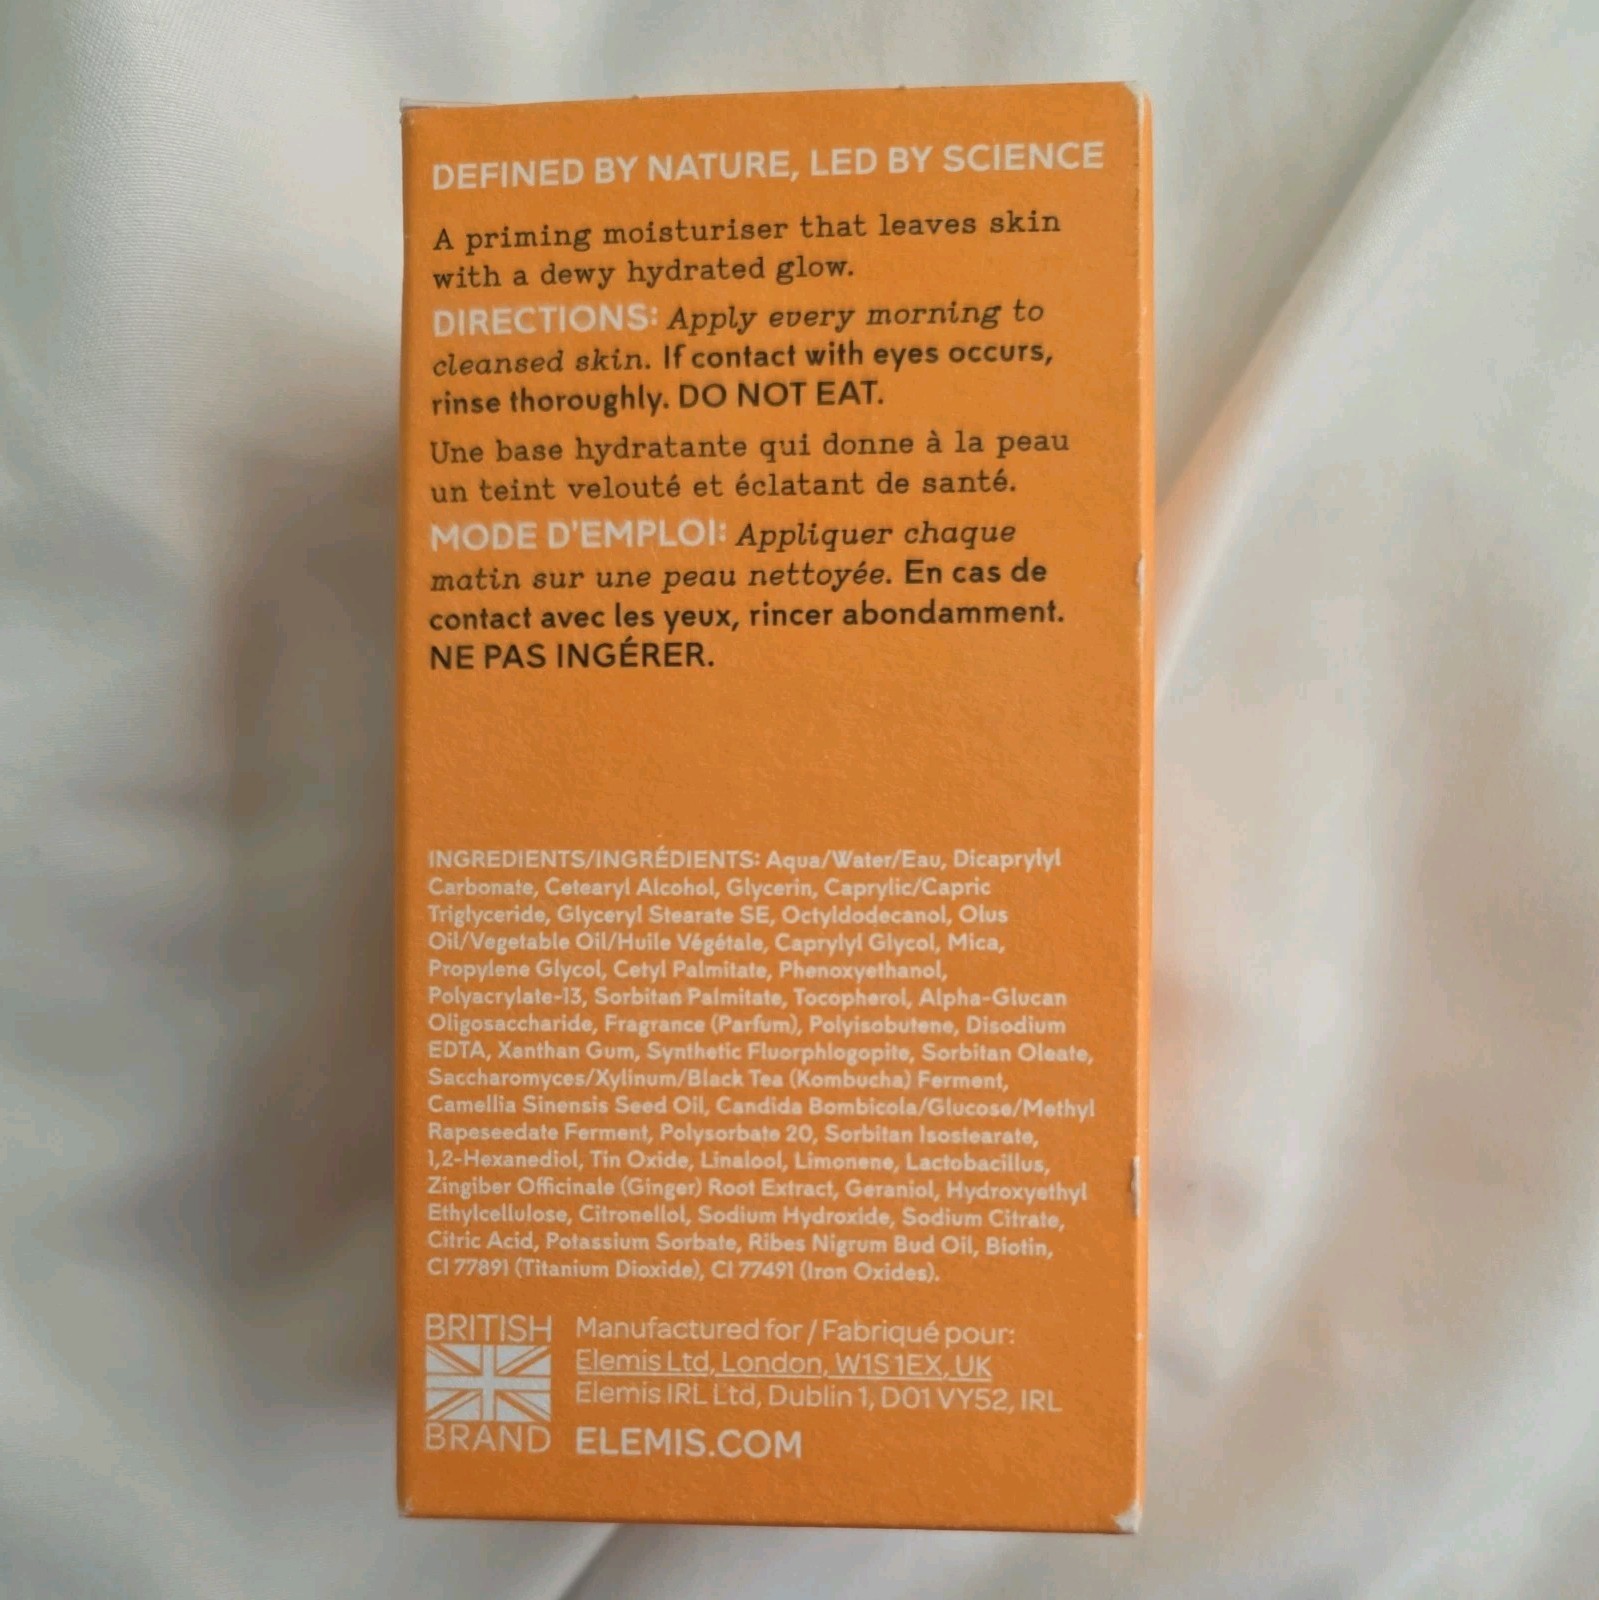 DEFINED BY NATURE, LED BY SCIENCE
A priming moisturiser that leaves skin
with a dewy hydrated glow.
DIRECTIONS: Apply every morning to
cleansed skin. If contact with eyes occurs,
rinse thoroughly. DO NOT EAT.
Une base hydratante qui donne à la peau
un teint velouté et éclatant de santé.
MODE D'EMPLOI: Appliquer chaque
matin sur une peau nettoyée. En cas de
contact avec les yeux, rincer abondamment.
NE PAS INGÉRER.
INGREDIENTS/INGRÉDIENTS: Aqua/Water/Eau, Dicaprylyl
Carbonate, Cetearyl Alcohol, Glycerin, Caprylic/Capric
Triglyceride, Glyceryl Stearate SE, Octyldodecanol, Olus
Oil/Vegetable Oil/Huile Végétale, Caprylyl Glycol, Mica,
Propylene Glycol, Cetyl Palmitate, Phenoxyethanol,
Polyacrylate-13, Sorbitan Palmitate, Tocopherol, Alpha-Glucan
Oligosaccharide, Fragrance (Parfum), Polyisobutene, Disodium
EDTA, Xanthan Gum, Synthetic Fluorphlogopite, Sorbitan Oleate,
Saccharomyces/Xylinum/Black Tea (Kombucha) Ferment,
Camellia Sinensis Seed Oil, Candida Bombicola/Glucose/Methyl
Rapeseedate Ferment, Polysorbate 20, Sorbitan Isostearate,
1,2-Hexanediol, Tin Oxide, Linalool, Limonene, Lactobacillus,
Zingiber Officinale (Ginger) Root Extract, Geraniol, Hydroxyethyl
Ethylcellulose, Citronellol, Sodium Hydroxide, Sodium Citrate,
Citric Acid, Potassium Sorbate, Ribes Nigrum Bud Oil, Biotin,
CI 77891 (Titanium Dioxide), CI 77491 (Iron Oxides).
BRITISH
BRAND
Manufactured for / Fabriqué pour:
Elemis Ltd, London, W1S 1EX, UK
Elemis IRL Ltd, Dublin 1, D01 VY52, IRL
ELEMIS.COM